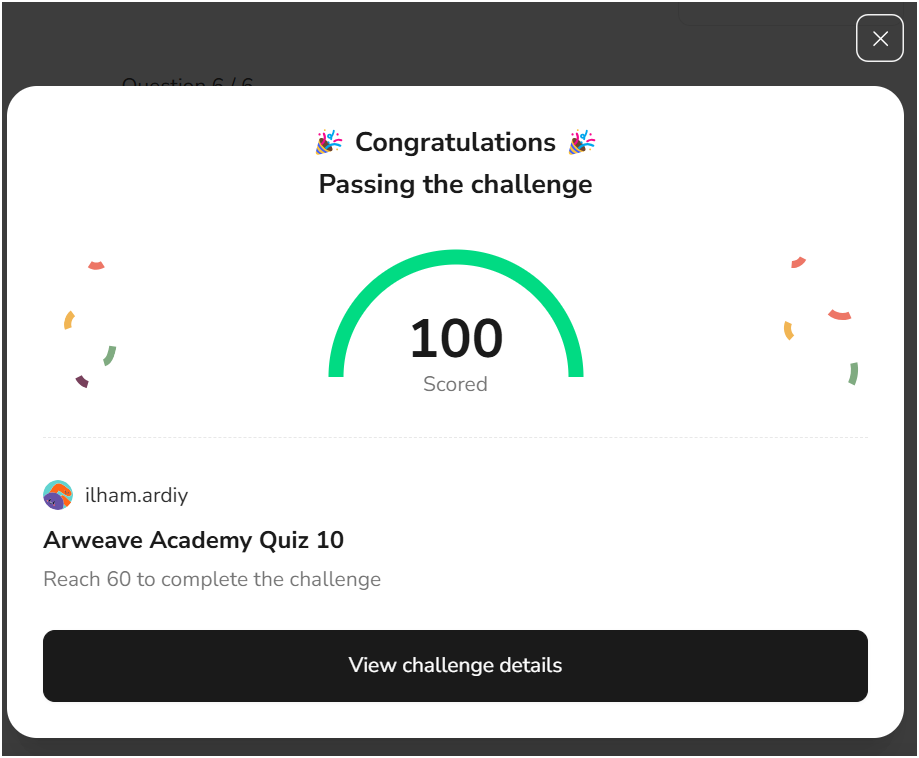 Question 6 / 6
Congratulations
Passing the challenge
100
Scored
ilham.ardiy
Arweave Academy Quiz 10
Reach 60 to complete the challenge
View challenge details